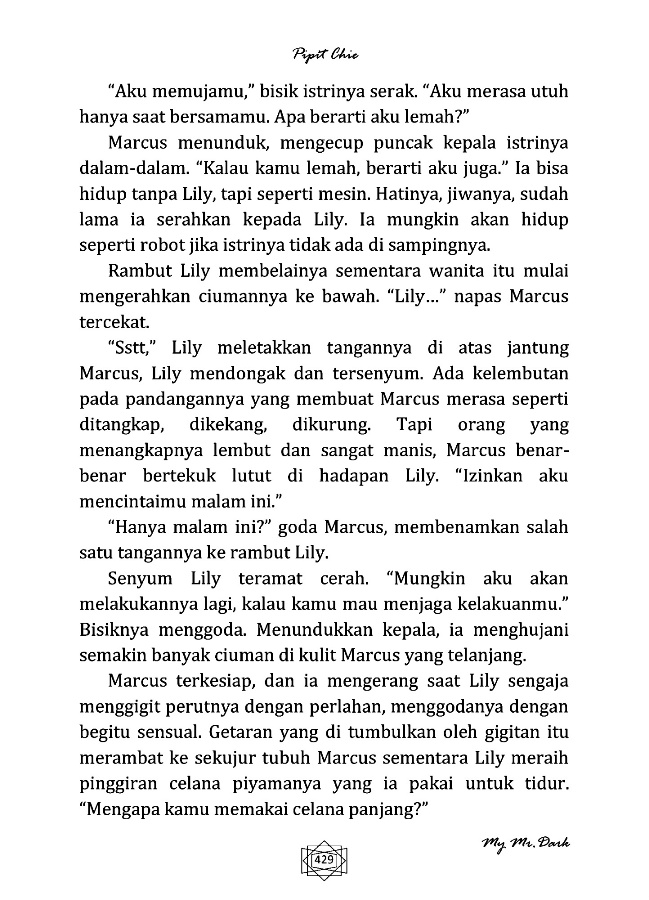 Pipit Chie
“Aku memujamu,” bisik istrinya serak. “Aku merasa utuh
hanya saat bersamamu. Apa berarti aku lemah?”
Marcus menunduk, mengecup puncak kepala istrinya
dalam-dalam. “Kalau kamu lemah, berarti aku juga.” Ia bisa
hidup tanpa Lily, tapi seperti mesin. Hatinya, jiwanya, sudah
lama ia serahkan kepada Lily. Ia mungkin akan hidup
seperti robot jika istrinya tidak ada di sampingnya.
Rambut Lily membelainya sementara wanita itu mulai
mengerahkan ciumannya ke bawah. “Lily…” napas Marcus
tercekat.
“Sstt,” Lily meletakkan tangannya di atas jantung
Marcus, Lily mendongak dan tersenyum. Ada kelembutan
pada pandangannya yang membuat Marcus merasa seperti
ditangkap, dikekang, dikurung. Tapi orang yang
menangkapnya lembut dan sangat manis, Marcus benar-
benar bertekuk lutut di hadapan Lily. “Izinkan aku
mencintaimu malam ini.”
“Hanya malam ini?” goda Marcus, membenamkan salah
satu tangannya ke rambut Lily.
Senyum Lily teramat cerah. “Mungkin aku akan
melakukannya lagi, kalau kamu mau menjaga kelakuanmu.”
Bisiknya menggoda. Menundukkan kepala, ia menghujani
semakin banyak ciuman di kulit Marcus yang telanjang.
Marcus terkesiap, dan ia mengerang saat Lily sengaja
menggigit perutnya dengan perlahan, menggodanya dengan
begitu sensual. Getaran yang di tumbulkan oleh gigitan itu
merambat ke sekujur tubuh Marcus sementara Lily meraih
pinggiran celana piyamanya yang ia pakai untuk tidur.
“Mengapa kamu memakai celana panjang?”
My Mr. Dark
429